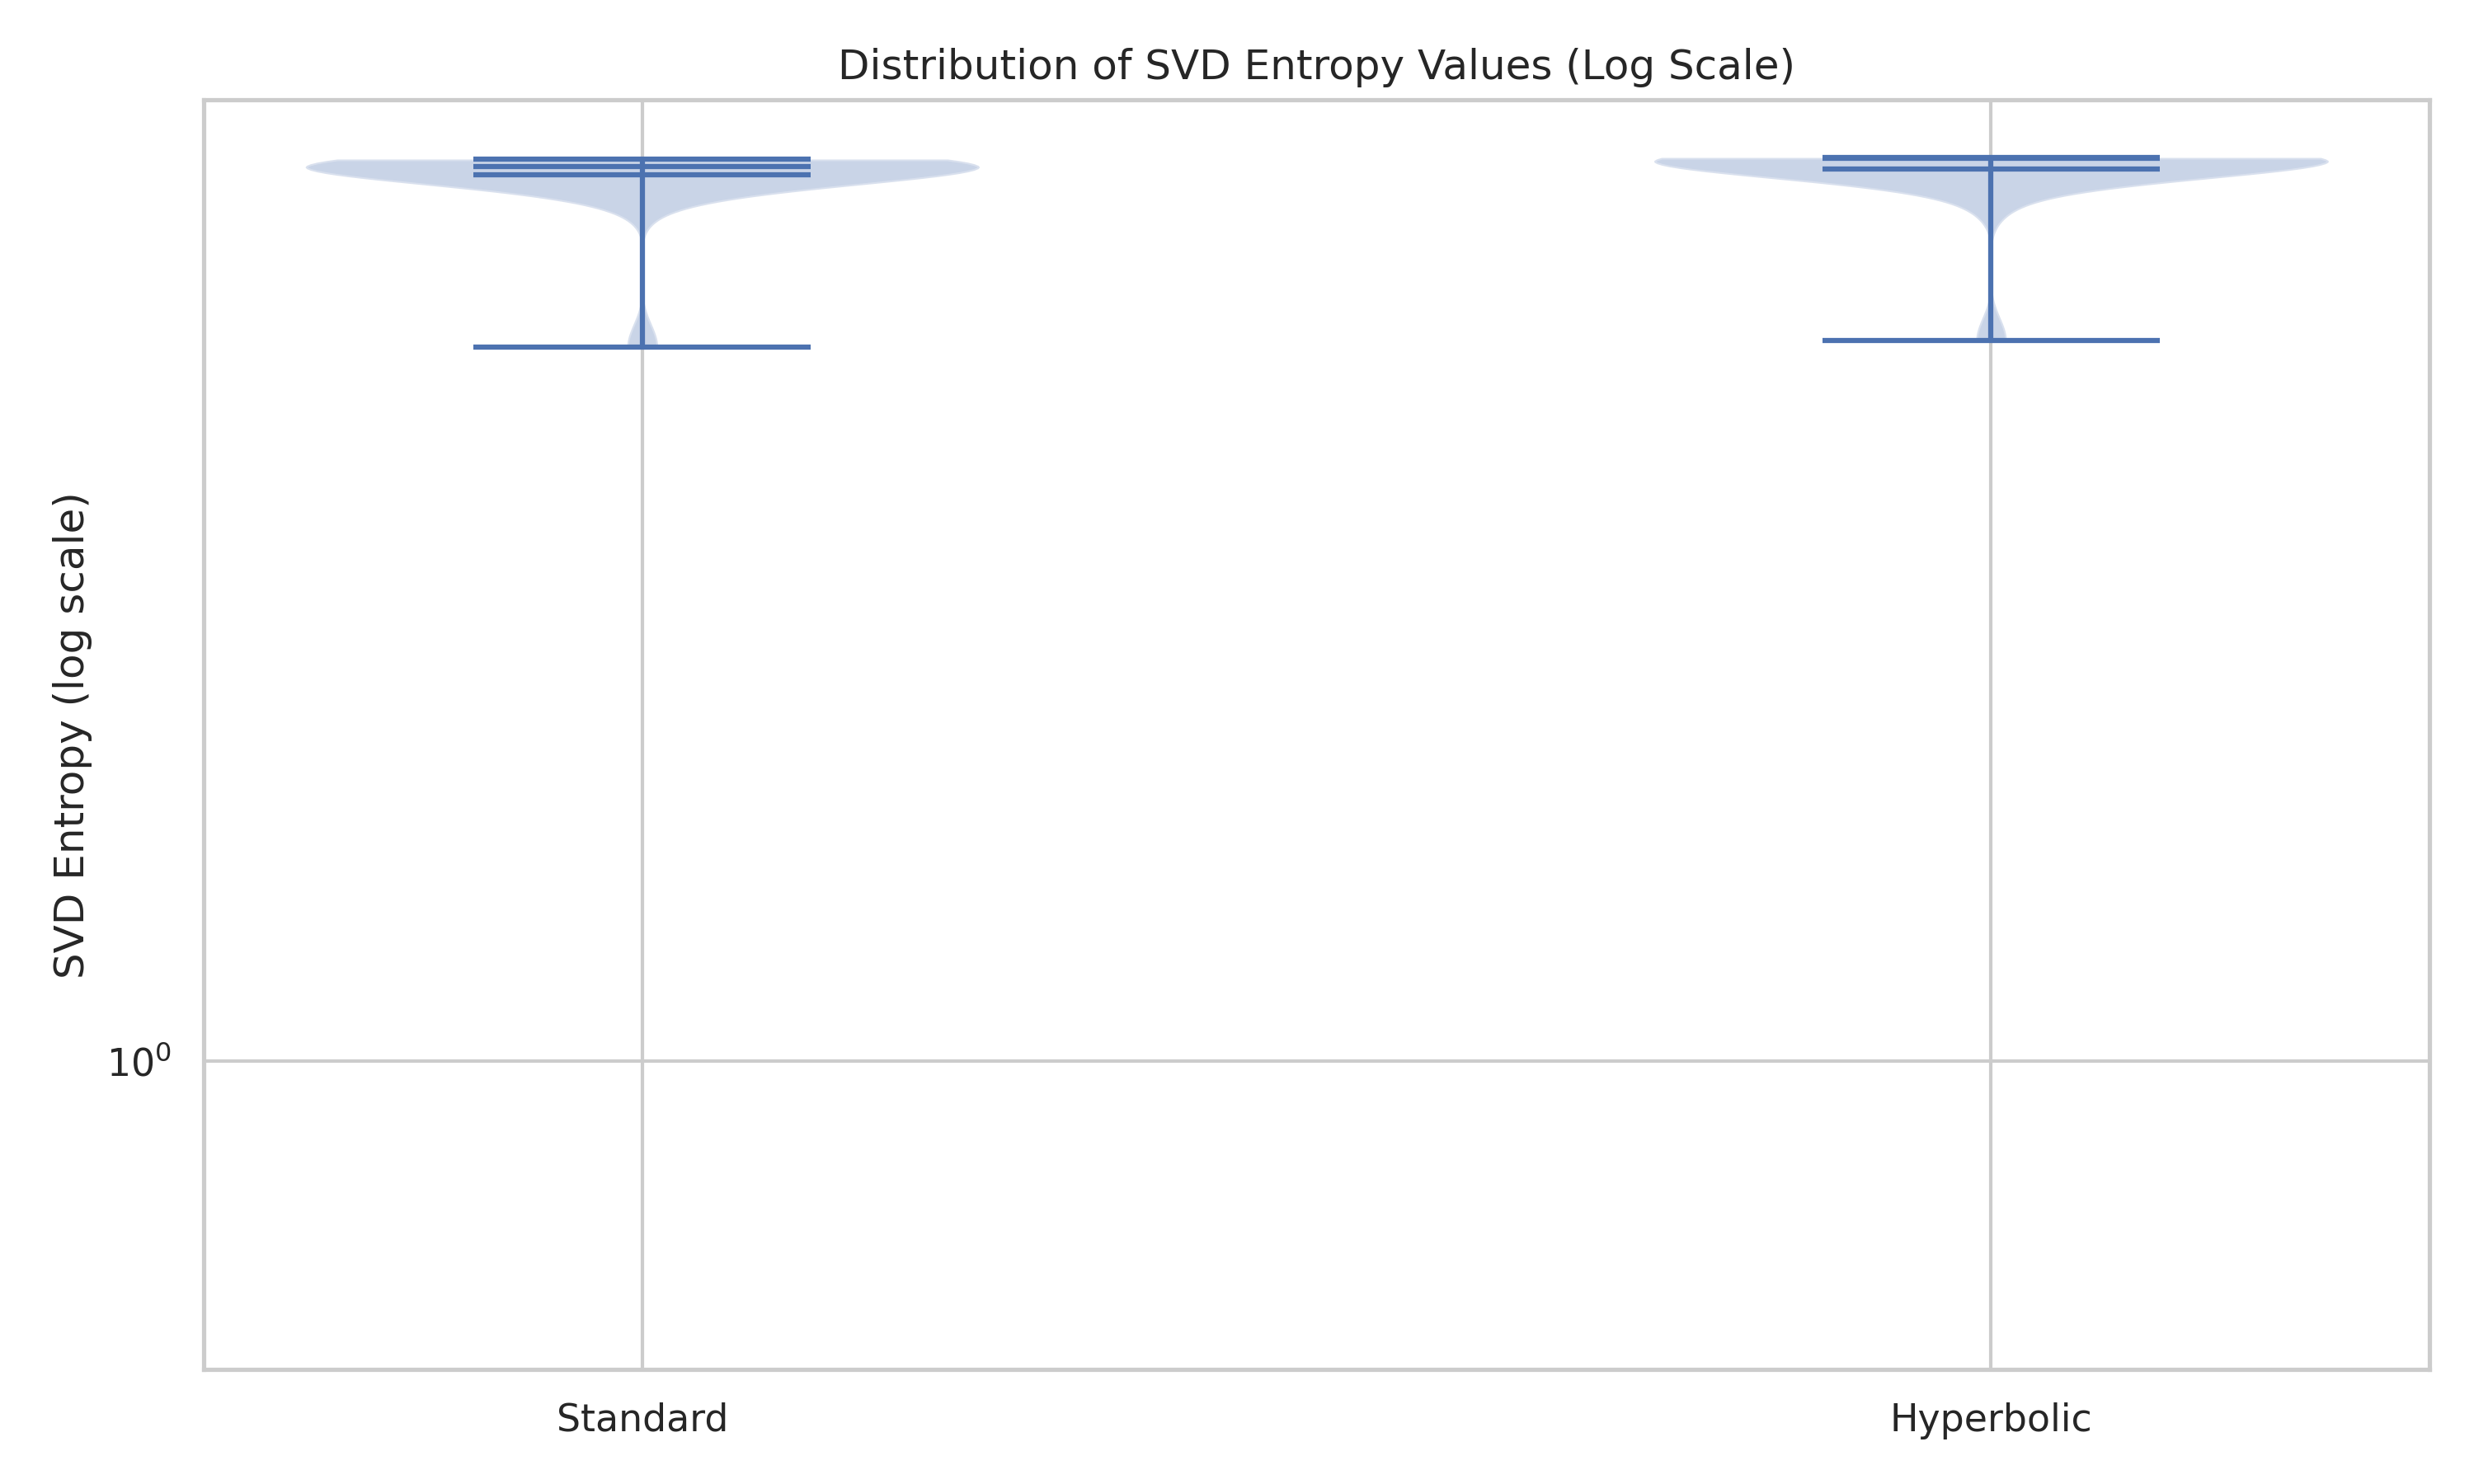 Distribution of SVD Entropy Values (Log Scale)
SVD Entropy (log scale)
10⁰
Standard
Hyperbolic